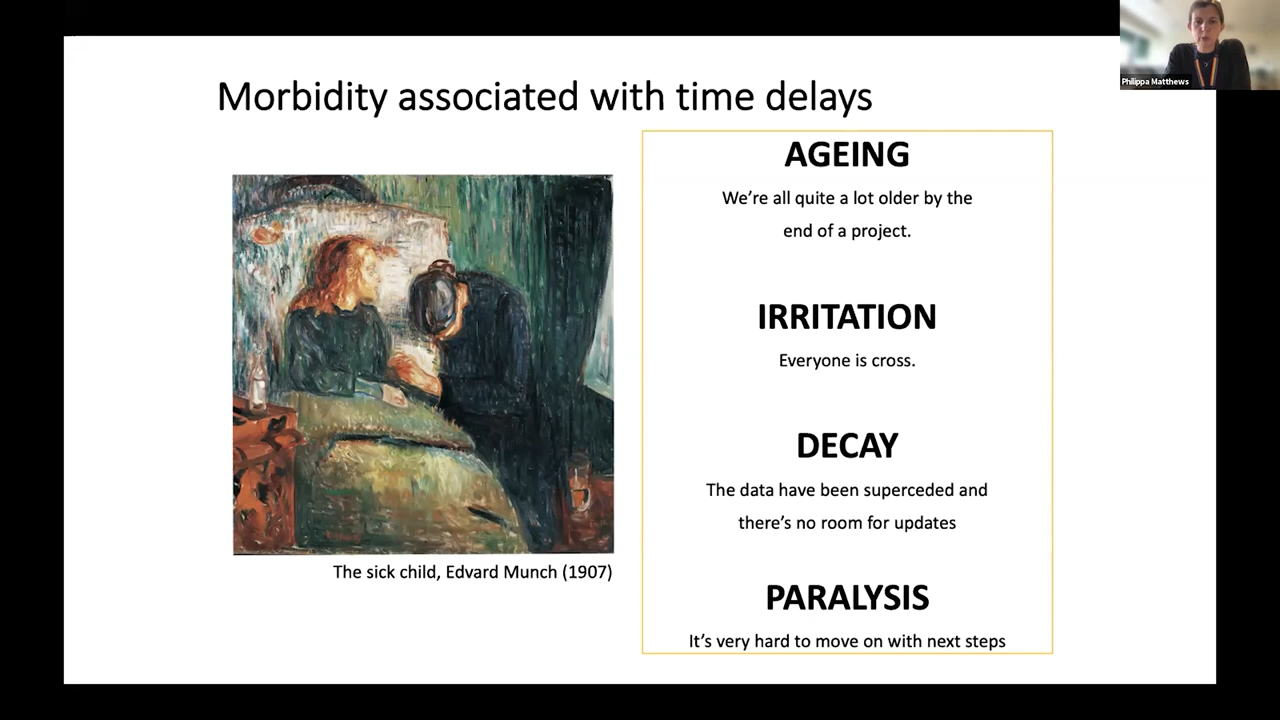 Philippa Matthews
Morbidity associated with time delays
The sick child, Edvard Munch (1907)
AGEING
We're all quite a lot older by the
end of a project.
IRRITATION
Everyone is cross.
DECAY
The data have been superceded and
there's no room for updates
PARALYSIS
It's very hard to move on with next steps